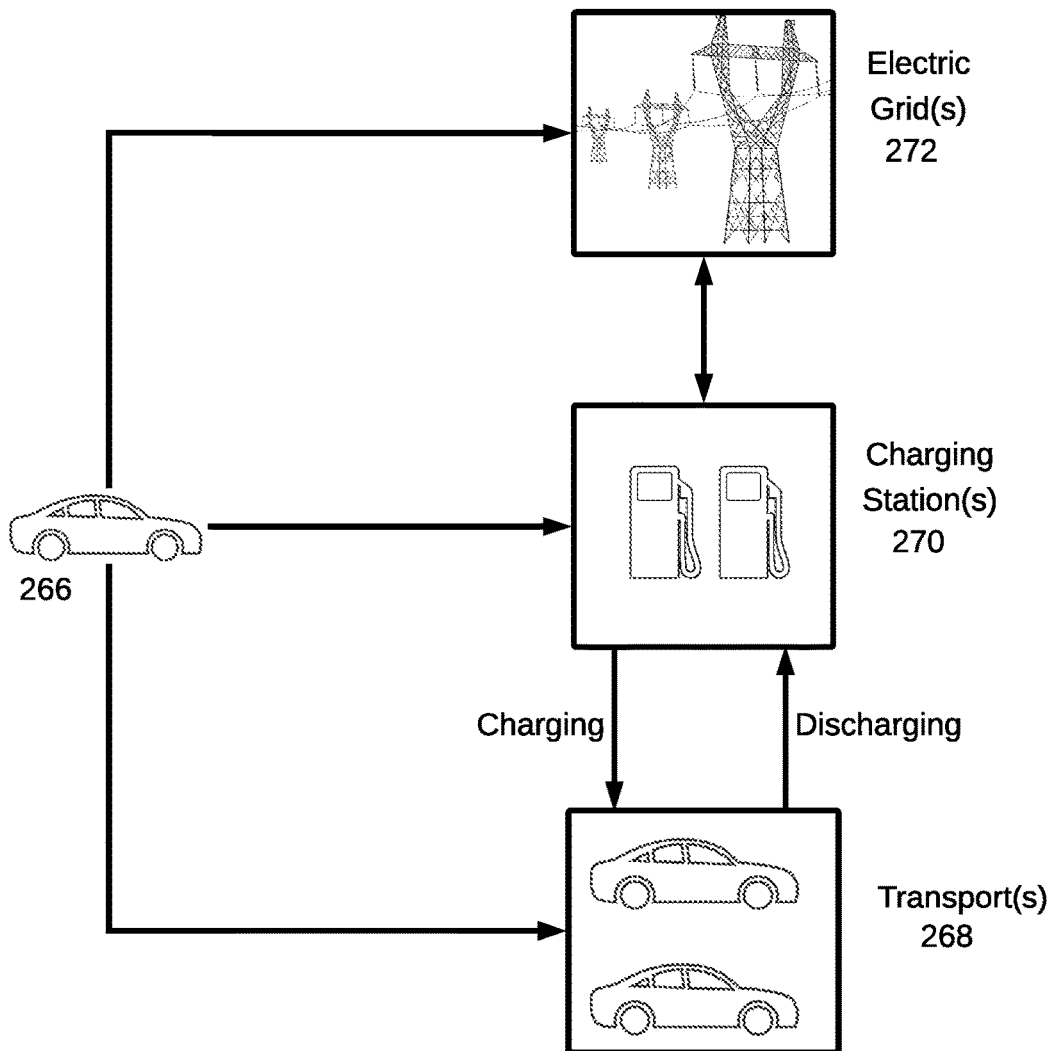 Electric
Grid(s)
272
Charging
Station(s)
270
266
Charging
Discharging
Transport(s)
268